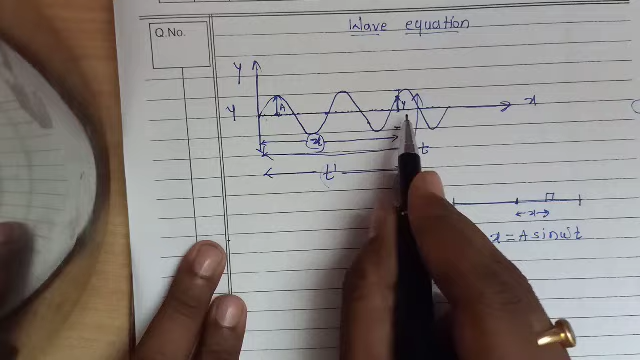 Q.No.
Wave equation
y
A
y
y
x
x
t
t'
x
x = A sin ωt